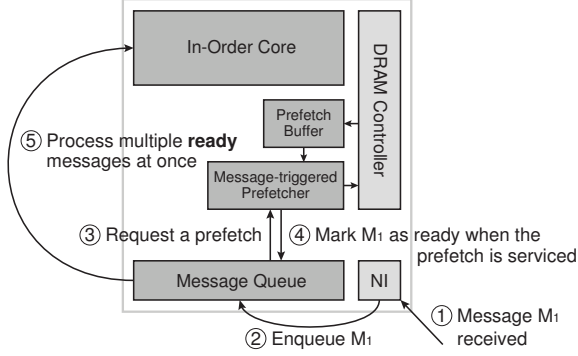 In-Order Core
DRAM Controller
Prefetch
Buffer
⑤ Process multiple ready
messages at once
Message-triggered
Prefetcher
③ Request a prefetch
④ Mark M₁ as ready when the
prefetch is serviced
Message Queue
NI
① Message M₁
received
② Enqueue M₁